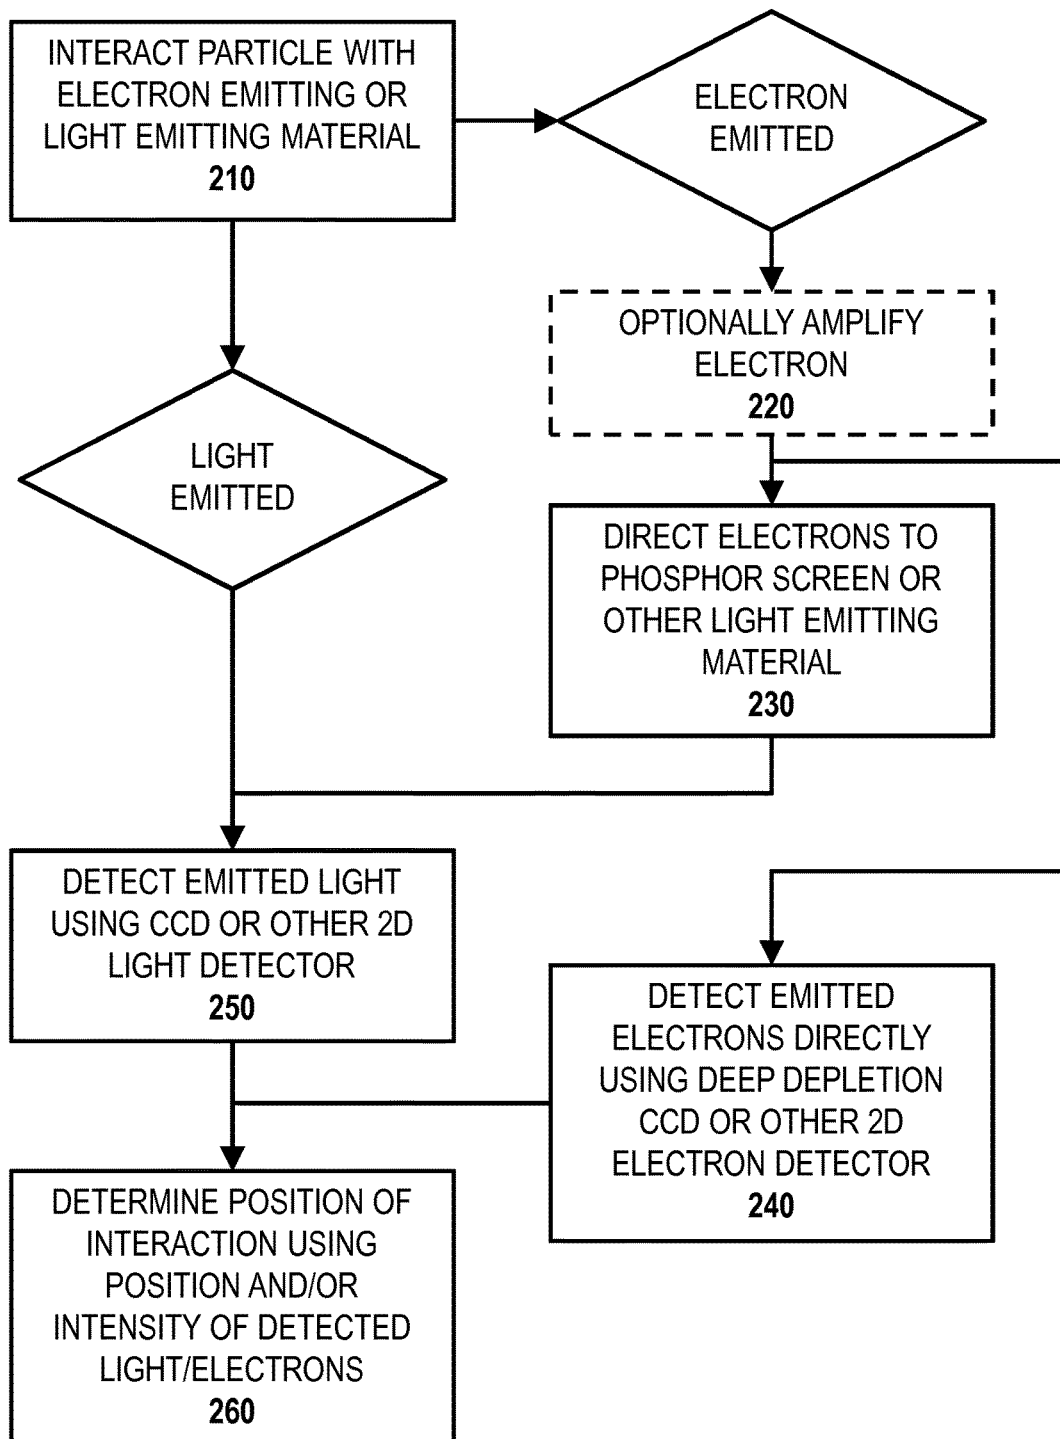 INTERACT PARTICLE WITH
ELECTRON EMITTING OR
LIGHT EMITTING MATERIAL
210
ELECTRON
EMITTED
OPTIONALLY AMPLIFY
ELECTRON
220
LIGHT
EMITTED
DIRECT ELECTRONS TO
PHOSPHOR SCREEN OR
OTHER LIGHT EMITTING
MATERIAL
230
DETECT EMITTED LIGHT
USING CCD OR OTHER 2D
LIGHT DETECTOR
250
DETECT EMITTED
ELECTRONS DIRECTLY
USING DEEP DEPLETION
CCD OR OTHER 2D
ELECTRON DETECTOR
240
DETERMINE POSITION OF
INTERACTION USING
POSITION AND/OR
INTENSITY OF DETECTED
LIGHT/ELECTRONS
260